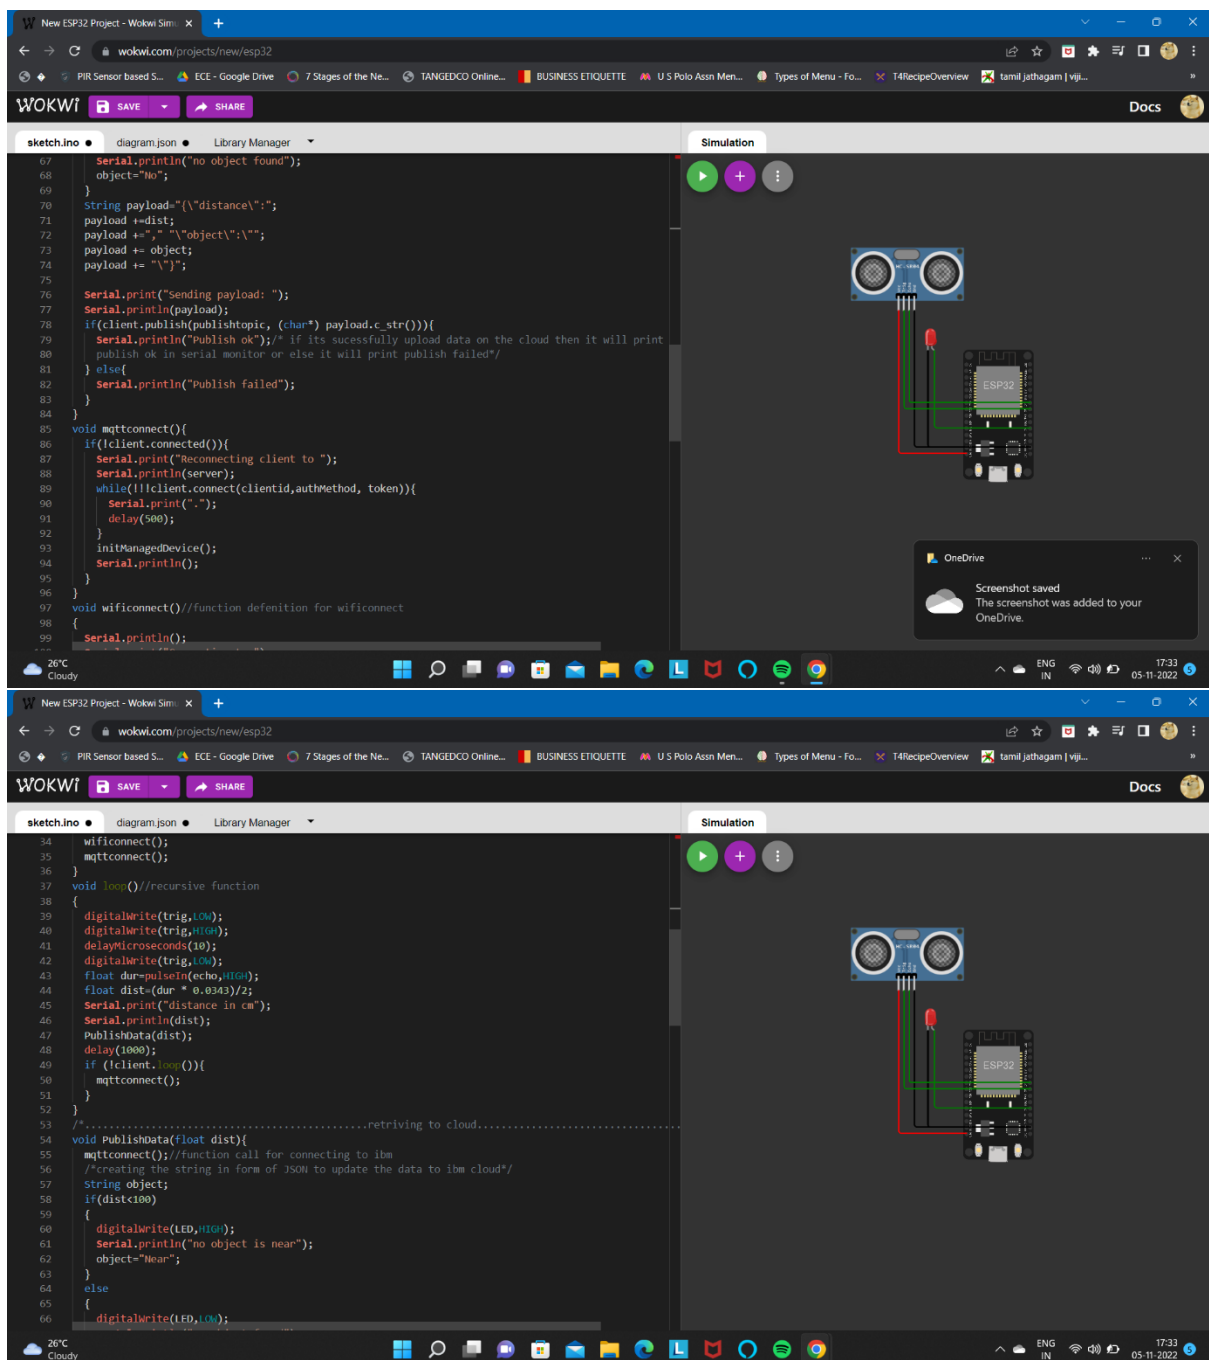 New ESP32 Project - Wokwi Simu
wokwi.com/projects/new/esp32
PIR Sensor based S...
ECE - Google Drive
7 Stages of the Ne...
TANGEDCO Online...
BUSINESS ETIQUETTE
U S Polo Assn Men...
Types of Menu - Fo...
T4RecipeOverview
tamil jathagam | viji...
»
WOKWi
SAVE
SHARE
Docs
sketch.ino ●
diagram.json ●
Library Manager
Simulation
67 Serial.println("no object found");
68 object="No";
69 }
70 String payload="{\"distance\":";
71 payload +=dist;
72 payload +="," "\"object\":\"";
73 payload += object;
74 payload += "\"}";
75
76 Serial.print("Sending payload: ");
77 Serial.println(payload);
78 if(client.publish(publishtopic, (char*) payload.c_str())){
79 Serial.println("Publish ok");/* if its sucessfully upload data on the cloud then it will print
80 publish ok in serial monitor or else it will print publish failed*/
81 } else{
82 Serial.println("Publish failed");
83 }
84 }
85 void mqttconnect(){
86 if(!client.connected()){
87 Serial.print("Reconnecting client to ");
88 Serial.println(server);
89 while(!!!client.connect(clientid,authMethod, token)){
90 Serial.print(".");
91 delay(500);
92 }
93 initManagedDevice();
94 Serial.println();
95 }
96 }
97 void wificonnect()//function defenition for wificonnect
98 {
99 Serial.println();
ESP32
OneDrive
Screenshot saved
The screenshot was added to your
OneDrive.
26°C
Cloudy
ENG
IN
17:33
05-11-2022
5
New ESP32 Project - Wokwi Simu
wokwi.com/projects/new/esp32
PIR Sensor based S...
ECE - Google Drive
7 Stages of the Ne...
TANGEDCO Online...
BUSINESS ETIQUETTE
U S Polo Assn Men...
Types of Menu - Fo...
T4RecipeOverview
tamil jathagam | viji...
»
WOKWi
SAVE
SHARE
Docs
sketch.ino ●
diagram.json ●
Library Manager
Simulation
34 wificonnect();
35 mqttconnect();
36 }
37 void loop()//recursive function
38 {
39 digitalWrite(trig,LOW);
40 digitalWrite(trig,HIGH);
41 delayMicroseconds(10);
42 digitalWrite(trig,LOW);
43 float dur=pulseIn(echo,HIGH);
44 float dist=(dur * 0.0343)/2;
45 Serial.print("distance in cm");
46 Serial.println(dist);
47 PublishData(dist);
48 delay(1000);
49 if (!client.loop()){
50 mqttconnect();
51 }
52 }
53 /*...............................................retriving to cloud..................................
54 void PublishData(float dist){
55 mqttconnect();//function call for connecting to ibm
56 /*creating the string in form of JSON to update the data to ibm cloud*/
57 String object;
58 if(dist<100)
59 {
60 digitalWrite(LED,HIGH);
61 Serial.println("no object is near");
62 object="Near";
63 }
64 else
65 {
66 digitalWrite(LED,LOW);
ESP32
26°C
Cloudy
ENG
IN
17:33
05-11-2022
5